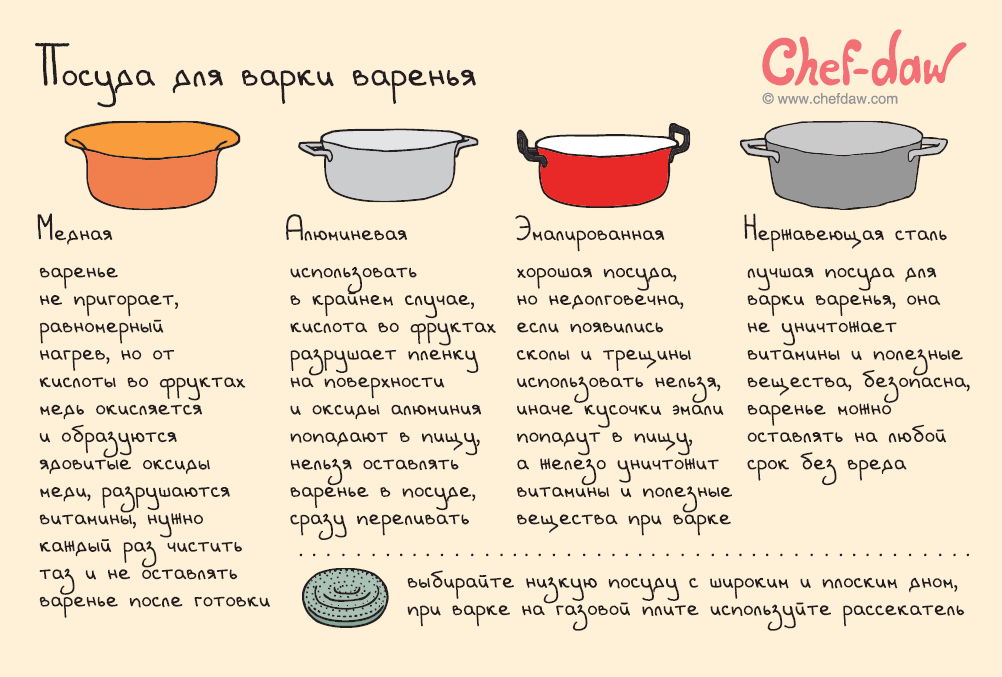 Посуда для варки варенья
Chef-daw
© www.chefdaw.com
Медная
варенье
не пригорает,
равномерный
нагрев, но от
кислоты во фруктах
медь окисляется
и образуются
ядовитые оксиды
меди, разрушаются
витамины, нужно
каждый раз чистить
таз и не оставлять
варенье после готовки
Алюминевая
использовать
в крайнем случае,
кислота во фруктах
разрушает пленку
на поверхности
и оксиды алюминия
попадают в пищу,
нельзя оставлять
варенье в посуде,
сразу переливать
Эмалированная
хорошая посуда,
но недолговечна,
если появились
сколы и трещины
использовать нельзя,
иначе кусочки эмали
попадут в пищу,
а железо уничтожит
витамины и полезные
вещества при варке
Нержавеющая сталь
лучшая посуда для
варки варенья, она
не уничтожает
витамины и полезные
вещества, безопасна,
варенье можно
оставлять на любой
срок без вреда
выбирайте низкую посуду с широким и плоским дном,
при варке на газовой плите используйте рассекатель